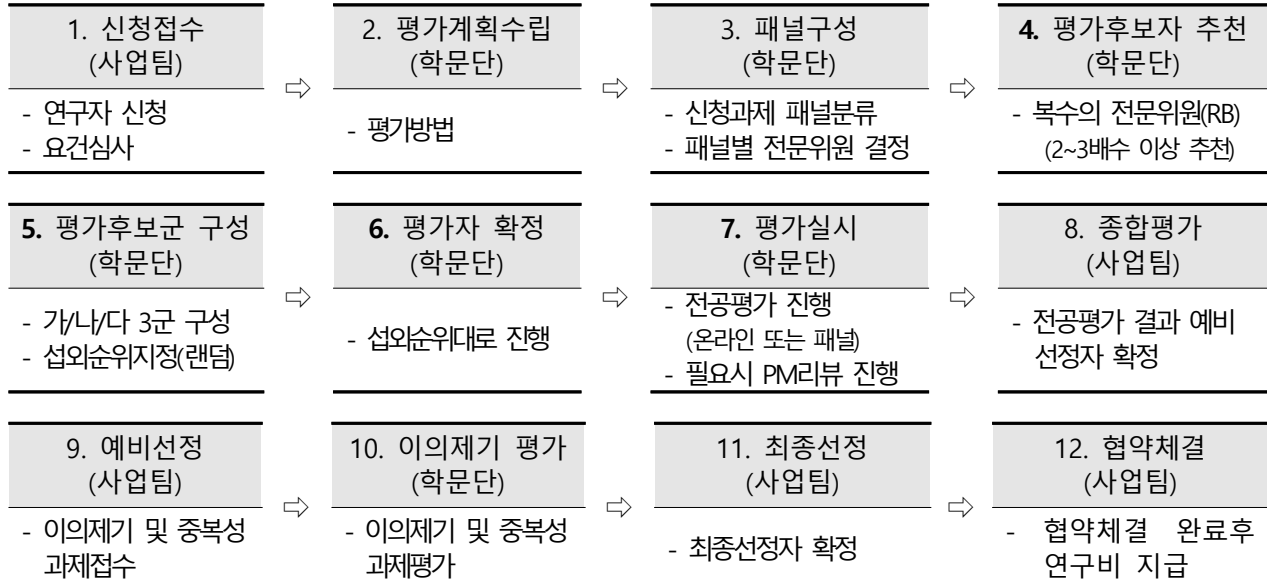 1. 신청접수
(사업팀)
- 연구자 신청
- 요건심사
⇨
2. 평가계획수립
(학문단)
- 평가방법
⇨
3. 패널구성
(학문단)
- 신청과제 패널분류
- 패널별 전문위원 결정
⇨
4. 평가후보자 추천
(학문단)
- 복수의 전문위원(RB)
(2~3배수 이상 추천)
5. 평가후보군 구성
(학문단)
- 가/나/다 3군 구성
- 섭외순위지정(랜덤)
⇨
6. 평가자 확정
(학문단)
- 섭외순위대로 진행
⇨
7. 평가실시
(학문단)
- 전공평가 진행
(온라인 또는 패널)
- 필요시 PM리뷰 진행
⇨
8. 종합평가
(사업팀)
- 전공평가 결과 예비
선정자 확정
9. 예비선정
(사업팀)
- 이의제기 및 중복성
과제접수
⇨
10. 이의제기 평가
(학문단)
- 이의제기 및 중복성
과제평가
⇨
11. 최종선정
(사업팀)
- 최종선정자 확정
⇨
12. 협약체결
(사업팀)
- 협약체결 완료후
연구비 지급